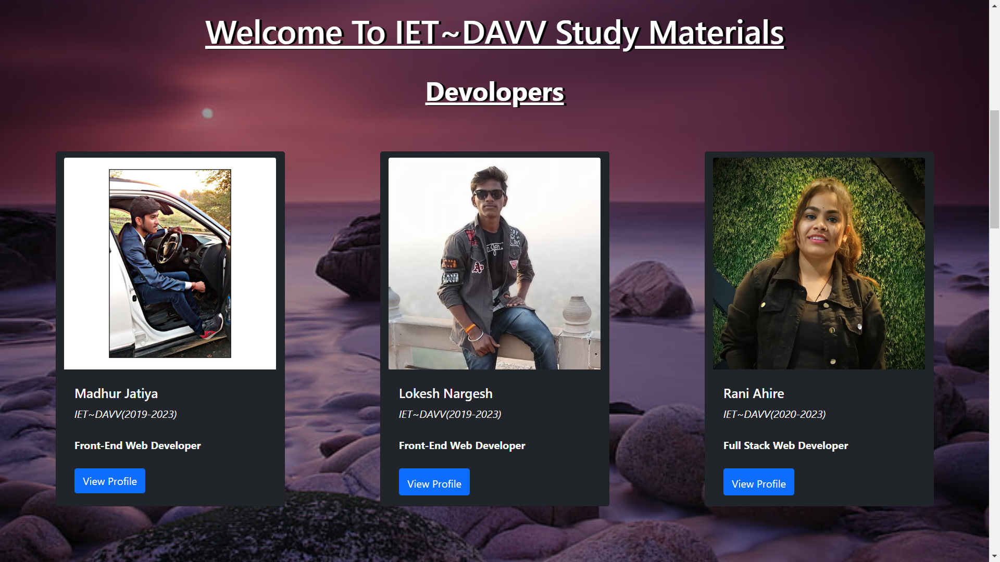 Welcome To IET~DAVV Study Materials
Devolopers
Madhur Jatiya
IET~DAVV(2019-2023)
Front-End Web Developer
View Profile
Lokesh Nargesh
IET~DAVV(2019-2023)
Front-End Web Developer
View Profile
Rani Ahire
IET~DAVV(2020-2023)
Full Stack Web Developer
View Profile